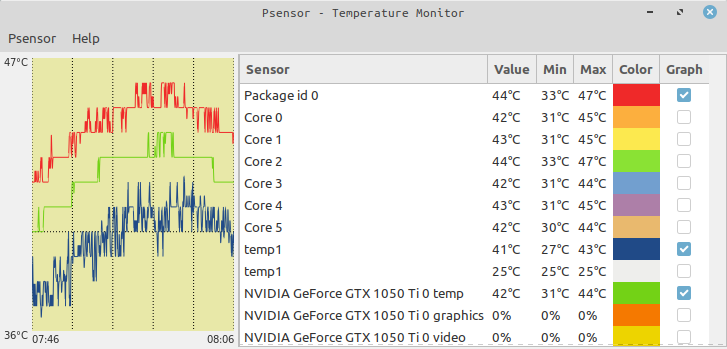 Psensor - Temperature Monitor
Psensor Help
47°C
36°C
07:46 08:06
Sensor Value Min Max Color Graph
Package id 0 44°C 33°C 47°C
Core 0 42°C 31°C 45°C
Core 1 43°C 31°C 45°C
Core 2 44°C 33°C 47°C
Core 3 42°C 31°C 44°C
Core 4 43°C 31°C 45°C
Core 5 42°C 30°C 44°C
temp1 41°C 27°C 43°C
temp1 25°C 25°C 25°C
NVIDIA GeForce GTX 1050 Ti 0 temp 42°C 31°C 44°C
NVIDIA GeForce GTX 1050 Ti 0 graphics 0% 0% 0%
NVIDIA GeForce GTX 1050 Ti 0 video 0% 0% 0%